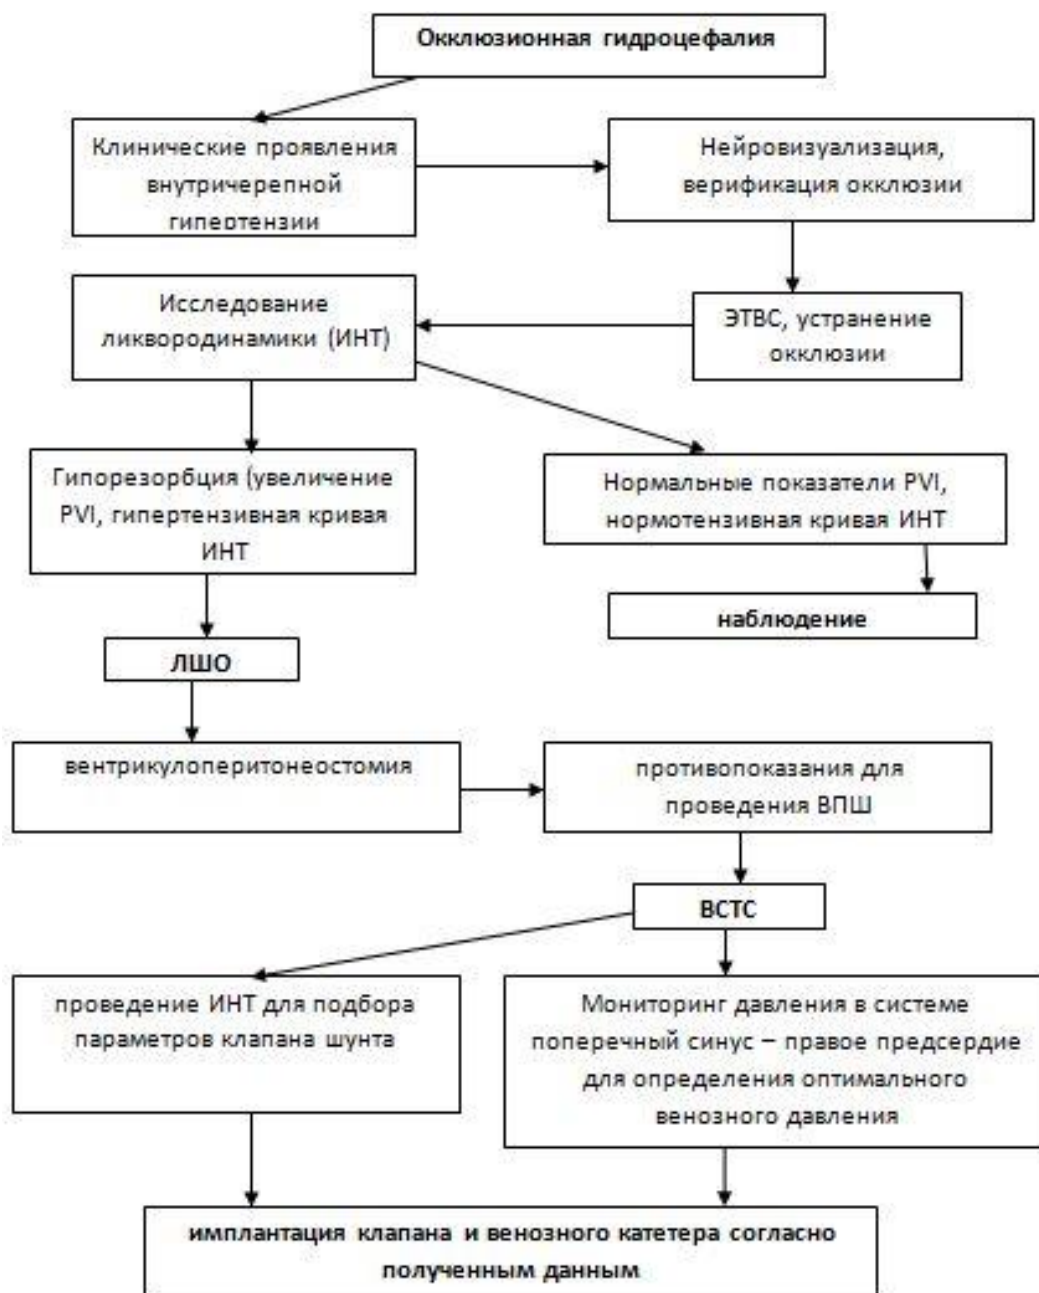 Окклюзионная гидроцефалия
Клинические проявления
внутричерепной
гипертензии
Нейровизуализация,
верификация окклюзии
Исследование
ликвородинамики (ИНТ)
ЭТВС, устранение
окклюзии
Гипорезорбция (увеличение
PVI, гипертензивная кривая
ИНТ
Нормальные показатели PVI,
нормотензивная кривая ИНТ
наблюдение
ЛШО
вентрикулоперитонеостомия
противопоказания для
проведения ВПШ
ВСТС
проведение ИНТ для подбора
параметров клапана шунта
Мониторинг давления в системе
поперечный синус – правое предсердие
для определения оптимального
венозного давления
имплантация клапана и венозного катетера согласно
полученным данным